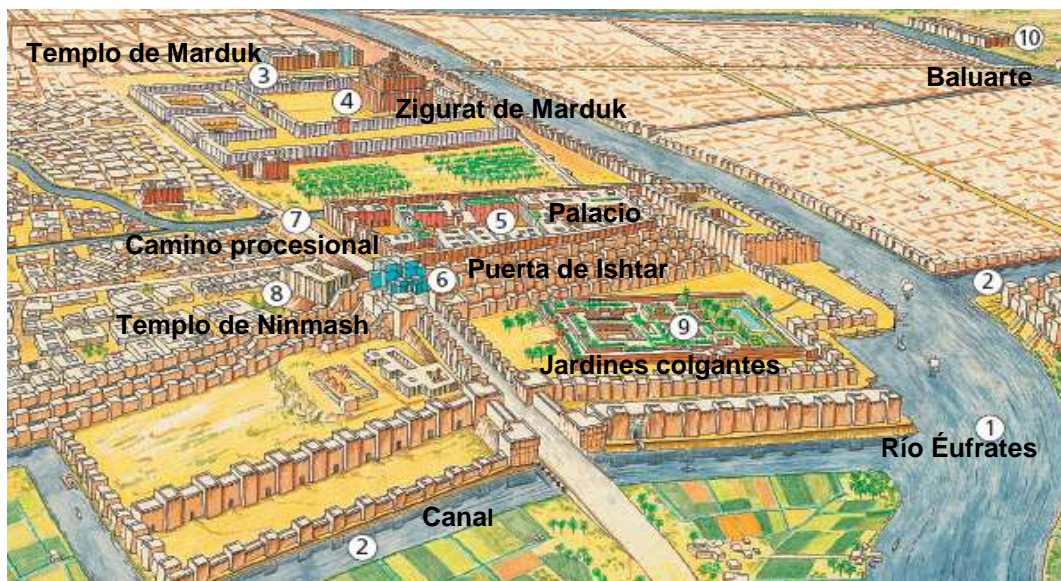 10
Templo de Marduk
Baluarte
3
4
Zigurat de Marduk
7
5
Palacio
Camino procesional
Puerta de Ishtar
6
2
8
Templo de Ninmash
9
Jardines colgantes
1
Río Éufrates
Canal
2